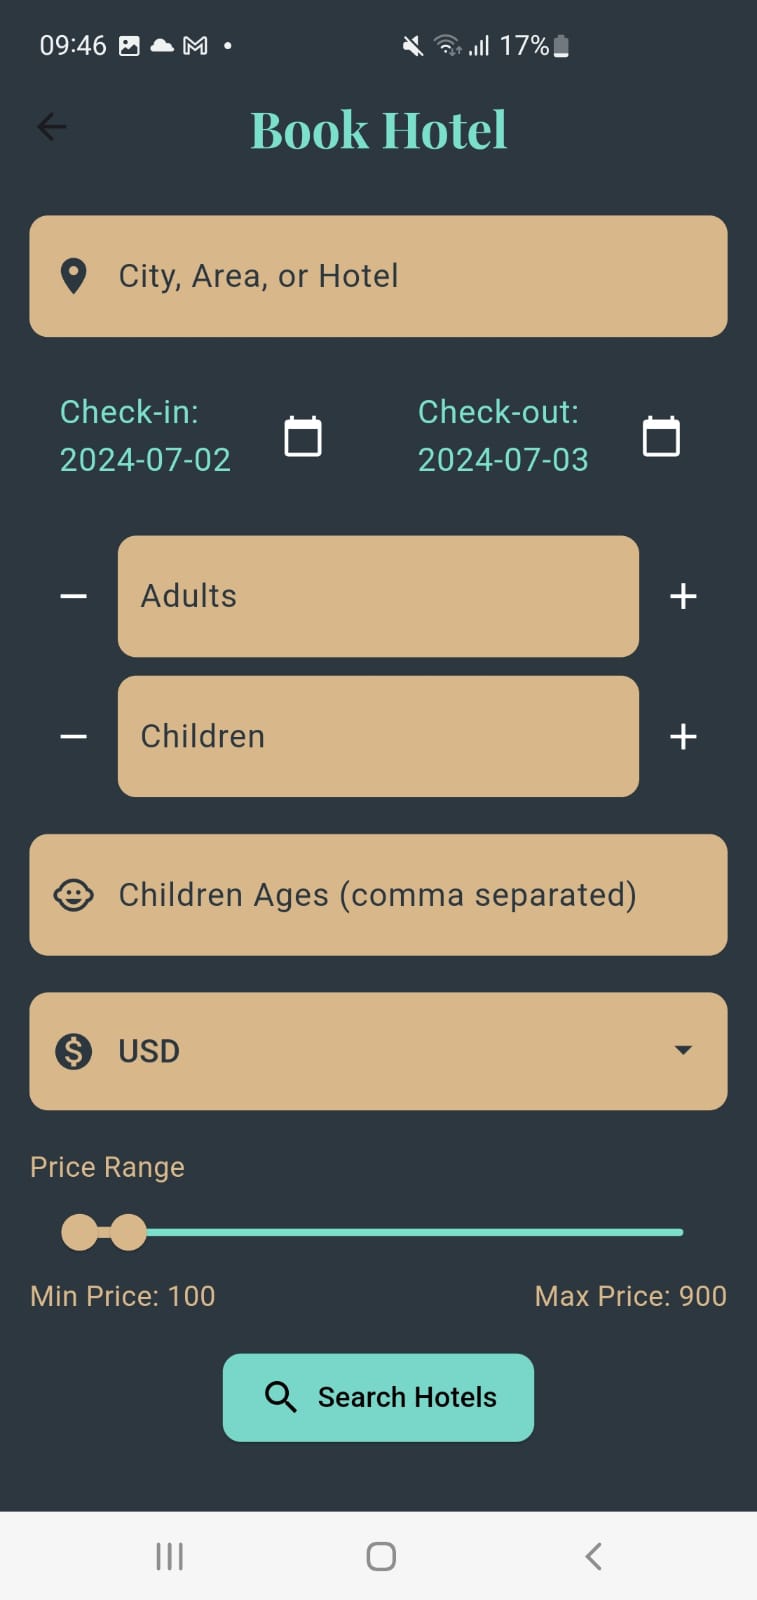 09:46 17%
Book Hotel
City, Area, or Hotel
Check-in: Check-out:
2024-07-02 2024-07-03
Adults
Children
Children Ages (comma separated)
USD
Price Range
Min Price: 100 Max Price: 900
Search Hotels